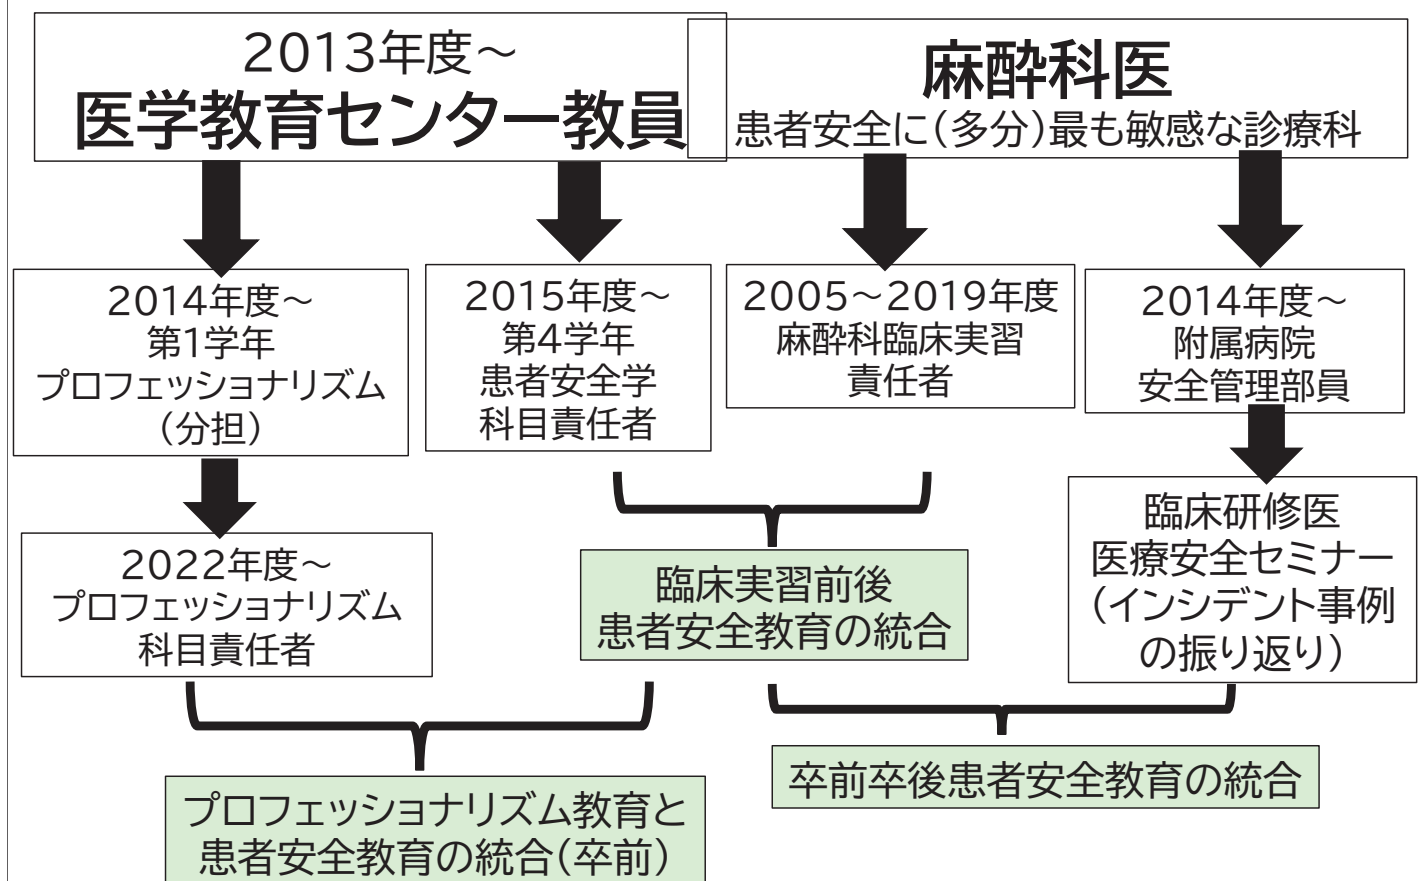 2013年度～
医学教育センター教員
麻酔科医
患者安全に(多分)最も敏感な診療科
2014年度～
第1学年
プロフェッショナリズム
(分担)
2015年度～
第4学年
患者安全学
科目責任者
2005～2019年度
麻酔科臨床実習
責任者
2014年度～
附属病院
安全管理部員
2022年度～
プロフェッショナリズム
科目責任者
臨床実習前後
患者安全教育の統合
臨床研修医
医療安全セミナー
(インシデント事例
の振り返り)
プロフェッショナリズム教育と
患者安全教育の統合(卒前)
卒前卒後患者安全教育の統合